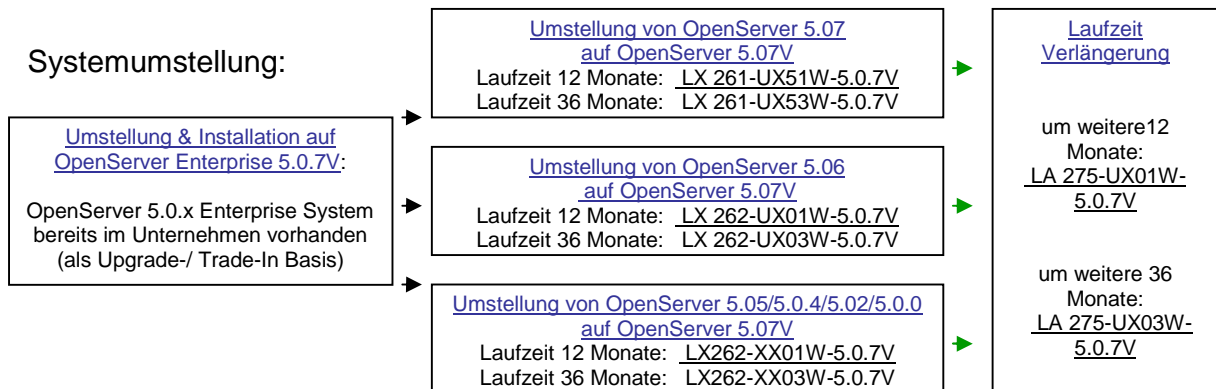 Systemumstellung:
Umstellung & Installation auf
OpenServer Enterprise 5.0.7V:
OpenServer 5.0.x Enterprise System
bereits im Unternehmen vorhanden
(als Upgrade-/ Trade-In Basis)
Umstellung von OpenServer 5.07
auf OpenServer 5.07V
Laufzeit 12 Monate: LX 261-UX51W-5.0.7V
Laufzeit 36 Monate: LX 261-UX53W-5.0.7V
Umstellung von OpenServer 5.06
auf OpenServer 5.07V
Laufzeit 12 Monate: LX 262-UX01W-5.0.7V
Laufzeit 36 Monate: LX 262-UX03W-5.0.7V
Umstellung von OpenServer 5.05/5.0.4/5.02/5.0.0
auf OpenServer 5.07V
Laufzeit 12 Monate: LX262-XX01W-5.0.7V
Laufzeit 36 Monate: LX262-XX03W-5.0.7V
Laufzeit
Verlängerung
um weitere12
Monate:
LA 275-UX01W-
5.0.7V
um weitere 36
Monate:
LA 275-UX03W-
5.0.7V